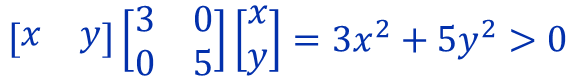 [x y] [3 0
0 5] [x
y] = 3x² + 5y² > 0